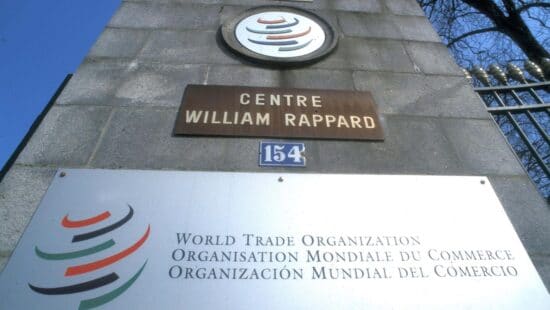 CENTRE
WILLIAM RAPPARD
154
WORLD TRADE ORGANIZATION
ORGANISATION MONDIALE DU COMMERCE
ORGANIZACIÓN MUNDIAL DEL COMERCIO